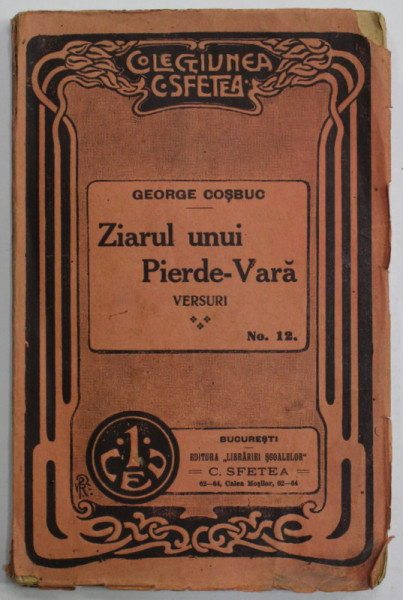 COLECȚIUNEA
C. SFETEA
GEORGE COȘBUC
Ziarul unui
Pierde-Vară
VERSURI
No. 12.
1
BUCUREȘTI
EDITURA „LIBRĂRIEI ȘCOALELOR"
C. SFETEA
62—64, Calea Moșilor, 62—64